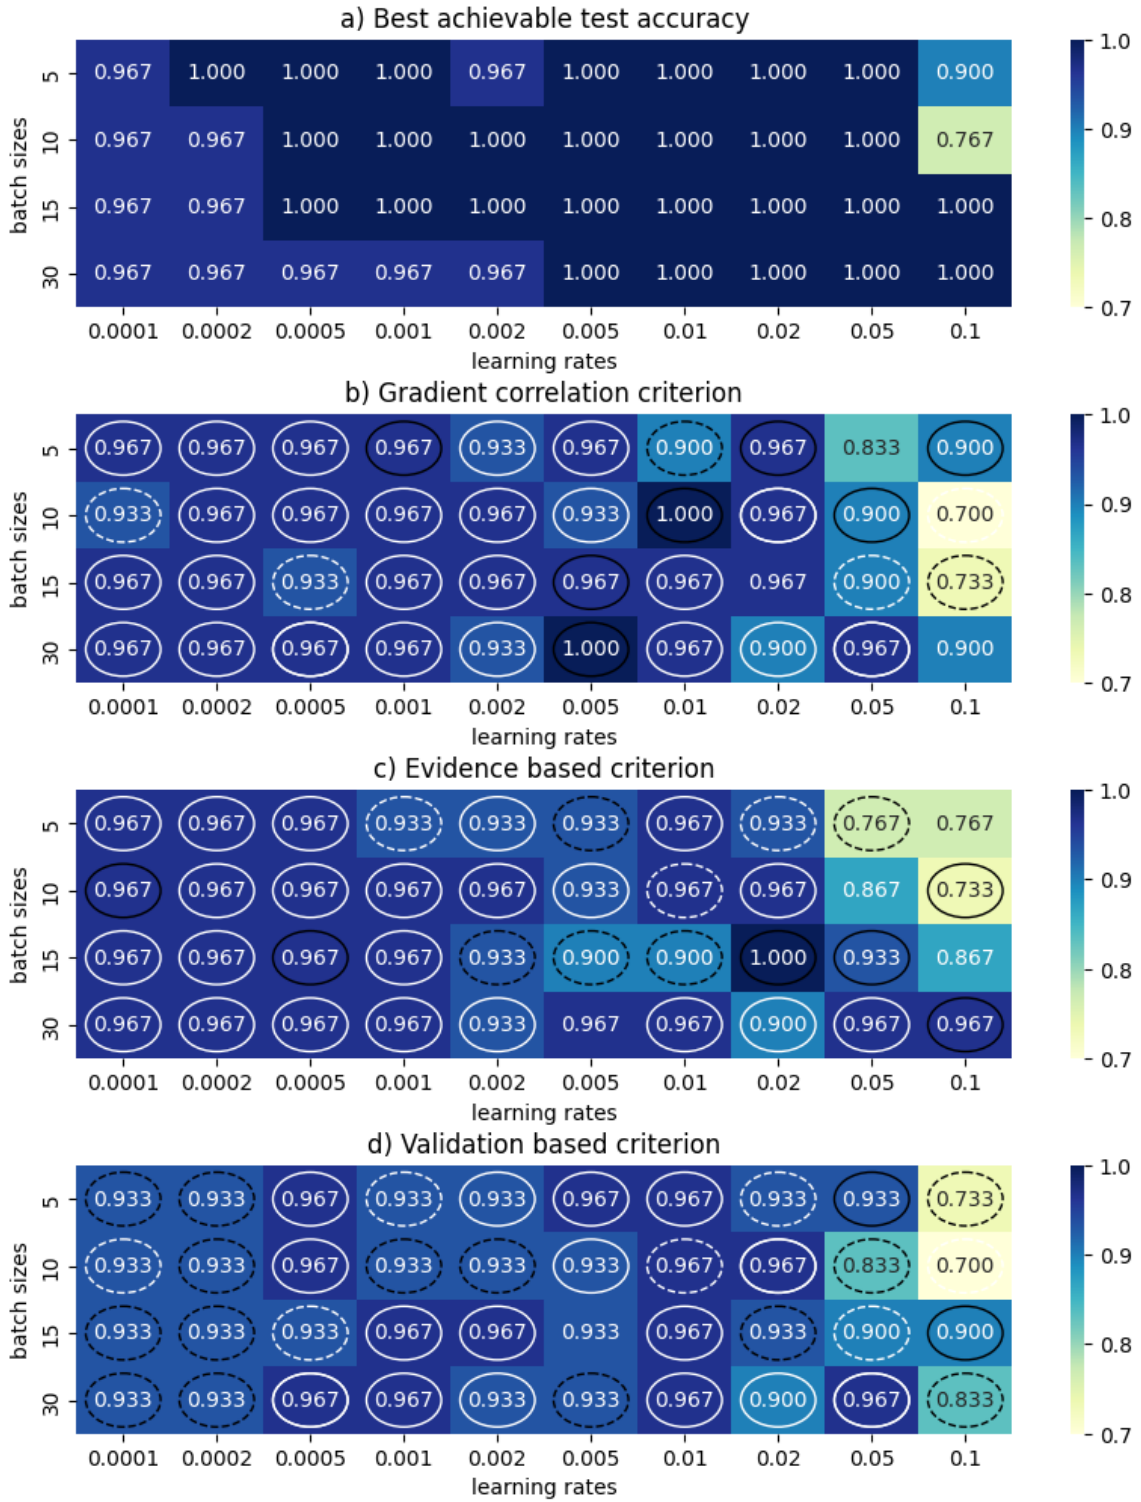 a) Best achievable test accuracy
5 0.967 1.000 1.000 1.000 0.967 1.000 1.000 1.000 1.000 0.900
10 0.967 0.967 1.000 1.000 1.000 1.000 1.000 1.000 1.000 0.767
15 0.967 0.967 1.000 1.000 1.000 1.000 1.000 1.000 1.000 1.000
30 0.967 0.967 0.967 0.967 0.967 1.000 1.000 1.000 1.000 1.000
batch sizes
0.0001 0.0002 0.0005 0.001 0.002 0.005 0.01 0.02 0.05 0.1
learning rates
1.0
0.9
0.8
0.7
b) Gradient correlation criterion
5 0.967 0.967 0.967 0.967 0.933 0.967 0.900 0.967 0.833 0.900
10 0.933 0.967 0.967 0.967 0.967 0.933 1.000 0.967 0.900 0.700
15 0.967 0.967 0.933 0.967 0.967 0.967 0.967 0.967 0.900 0.733
30 0.967 0.967 0.967 0.967 0.933 1.000 0.967 0.900 0.967 0.900
batch sizes
0.0001 0.0002 0.0005 0.001 0.002 0.005 0.01 0.02 0.05 0.1
learning rates
1.0
0.9
0.8
0.7
c) Evidence based criterion
5 0.967 0.967 0.967 0.933 0.933 0.933 0.967 0.933 0.767 0.767
10 0.967 0.967 0.967 0.967 0.967 0.933 0.967 0.967 0.867 0.733
15 0.967 0.967 0.967 0.967 0.933 0.900 0.900 1.000 0.933 0.867
30 0.967 0.967 0.967 0.967 0.933 0.967 0.967 0.900 0.967 0.967
batch sizes
0.0001 0.0002 0.0005 0.001 0.002 0.005 0.01 0.02 0.05 0.1
learning rates
1.0
0.9
0.8
0.7
d) Validation based criterion
5 0.933 0.933 0.967 0.933 0.933 0.967 0.967 0.933 0.933 0.733
10 0.933 0.933 0.967 0.933 0.933 0.933 0.967 0.967 0.833 0.700
15 0.933 0.933 0.933 0.967 0.967 0.933 0.967 0.933 0.900 0.900
30 0.933 0.933 0.967 0.967 0.933 0.933 0.967 0.900 0.967 0.833
batch sizes
0.0001 0.0002 0.0005 0.001 0.002 0.005 0.01 0.02 0.05 0.1
learning rates
1.0
0.9
0.8
0.7